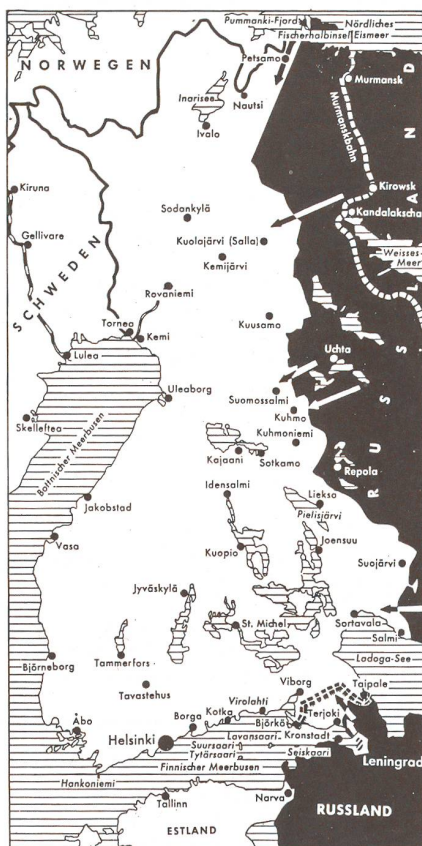 Pummanki-Fjord
Nördliches
Fischerhalbinsel Eismeer
NORWEGEN
Petsamo
Murmansk
Inarisee
Nautsi
Ivalo
Murmanskbahn
Kiruna
Kirowsk
Sodankylä
Kandalakscha
Gellivare
Kuolojärvi (Salla)
Weisses-
Meer
Kemijärvi
SCHWEDEN
Rovaniemi
Tornea
Kuusamo
Kemi
Lulea
Uchta
Uleaborg
Suomossalmi
Skelleftea
Kuhmo
Bottnischer Meerbusen
Kuhmoniemi
Kajaani
Sotkamo
Repola
RUSSLAND
Idensalmi
Lieksa
Jakobstad
Pielisjärvi
Vasa
Kuopio
Joensuu
Suojärvi
Jyväskylä
St. Michel
Sortavala
Salmi
Björneborg
Tammerfors
Ladoga-See
Viborg
Taipale
Tavastehus
Virolahti
Åbo
Borga
Kotka
Björkö
Terjoki
Helsinki
Lavansaari
Kronstadt
Suursaari
Seiskaari
Tytärsaari
Leningrad
Finnischer Meerbusen
Hankoniemi
Tallinn
Narva
RUSSLAND
ESTLAND